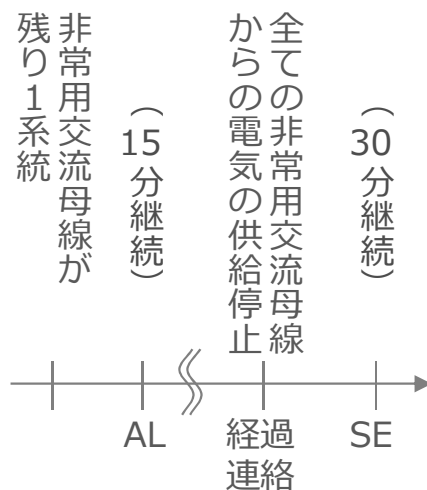 非常用交流母線が
残り1系統
（15分継続）
全ての非常用交流母線
からの電気の供給停止
（30分継続）
AL
経過
連絡
SE